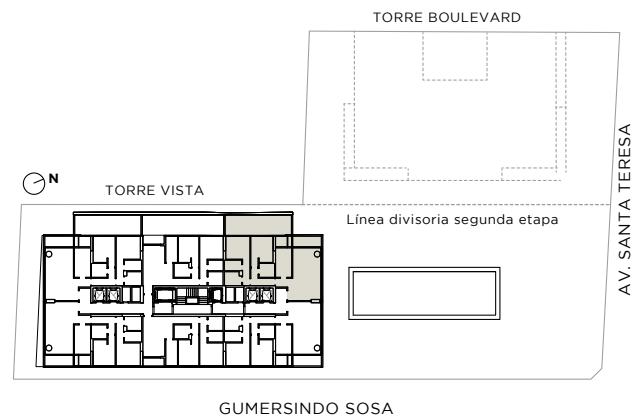 TORRE BOULEVARD
AV. SANTA TERESA
N
TORRE VISTA
Línea divisoria segunda etapa
GUMERSINDO SOSA